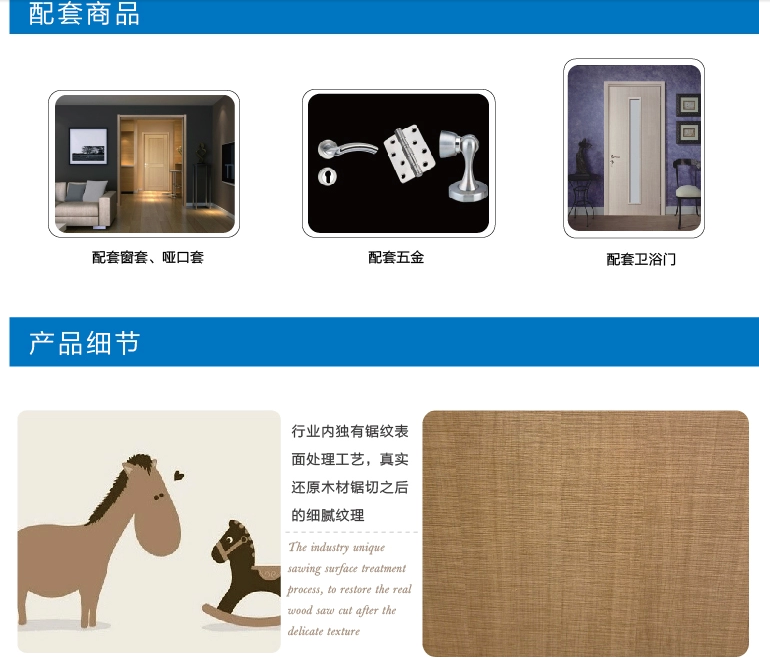 配套商品
配套窗套、哑口套
配套五金
配套卫浴门
产品细节
行业内独有锯纹表
面处理工艺，真实
还原木材锯切之后
的细腻纹理
The industry unique
sawing surface treatment
process, to restore the real
wood saw cut after the
delicate texture